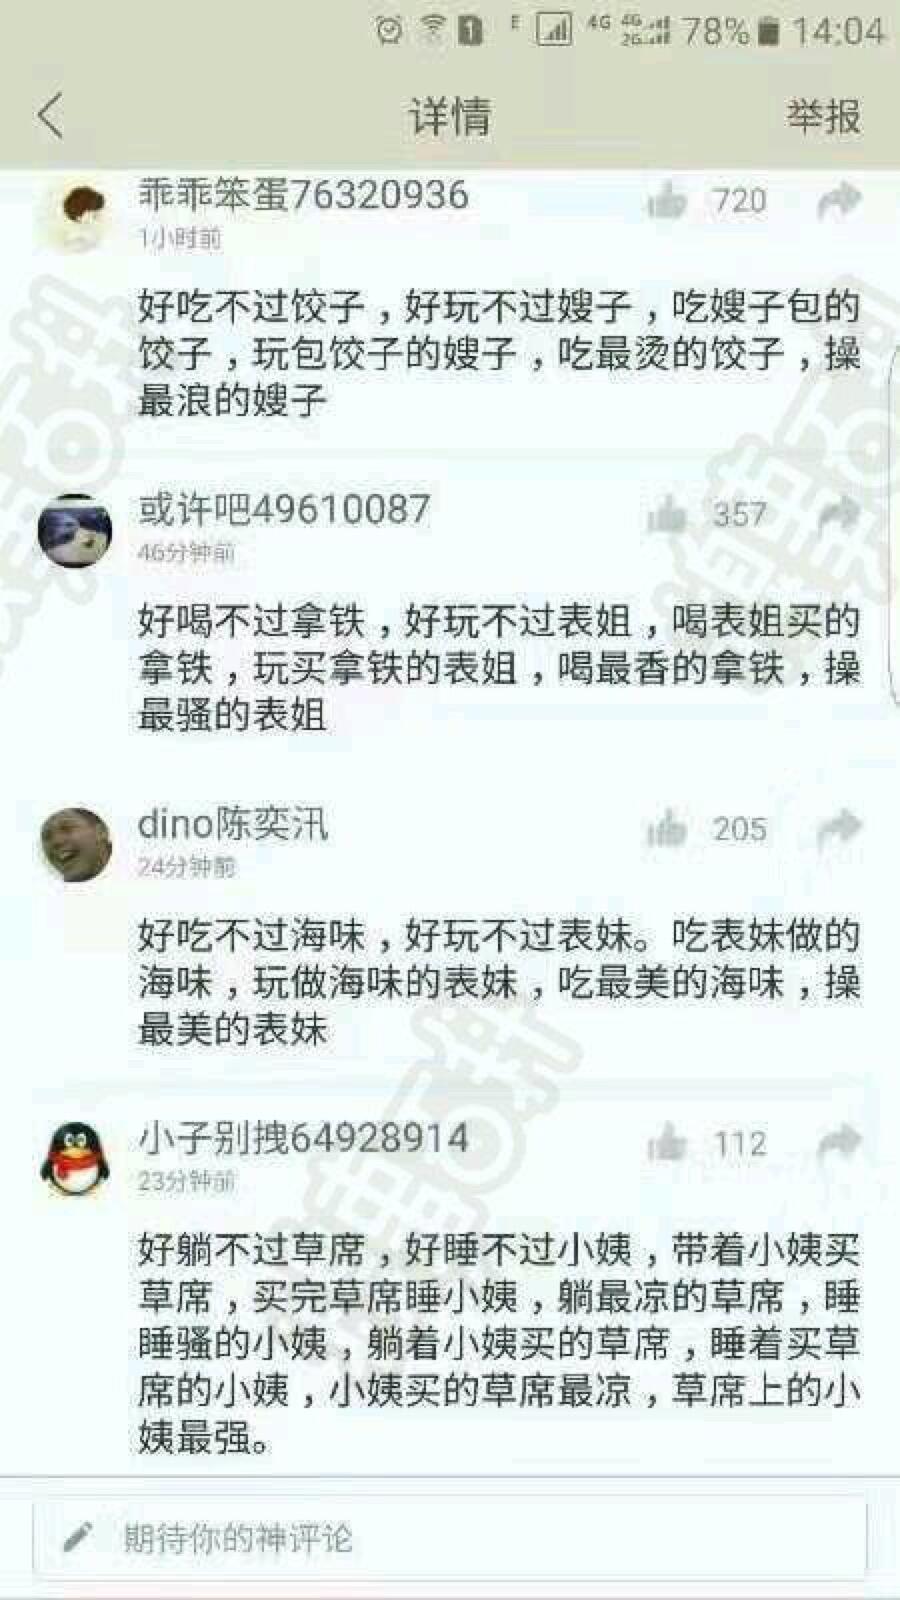 E 4G 4G 2G 78% 14:04
详情 举报
乖乖笨蛋76320936 720
1小时前
好吃不过饺子，好玩不过嫂子，吃嫂子包的
饺子，玩包饺子的嫂子，吃最烫的饺子，操
最浪的嫂子
或许吧49610087 357
46分钟前
好喝不过拿铁，好玩不过表姐，喝表姐买的
拿铁，玩买拿铁的表姐，喝最香的拿铁，操
最骚的表姐
dino陈奕汛 205
24分钟前
好吃不过海味，好玩不过表妹。吃表妹做的
海味，玩做海味的表妹，吃最美的海味，操
最美的表妹
小子别拽64928914 112
23分钟前
好躺不过草席，好睡不过小姨，带着小姨买
草席，买完草席睡小姨，躺最凉的草席，睡
睡骚的小姨，躺着小姨买的草席，睡着买草
席的小姨，小姨买的草席最凉，草席上的小
姨最强。
期待你的神评论